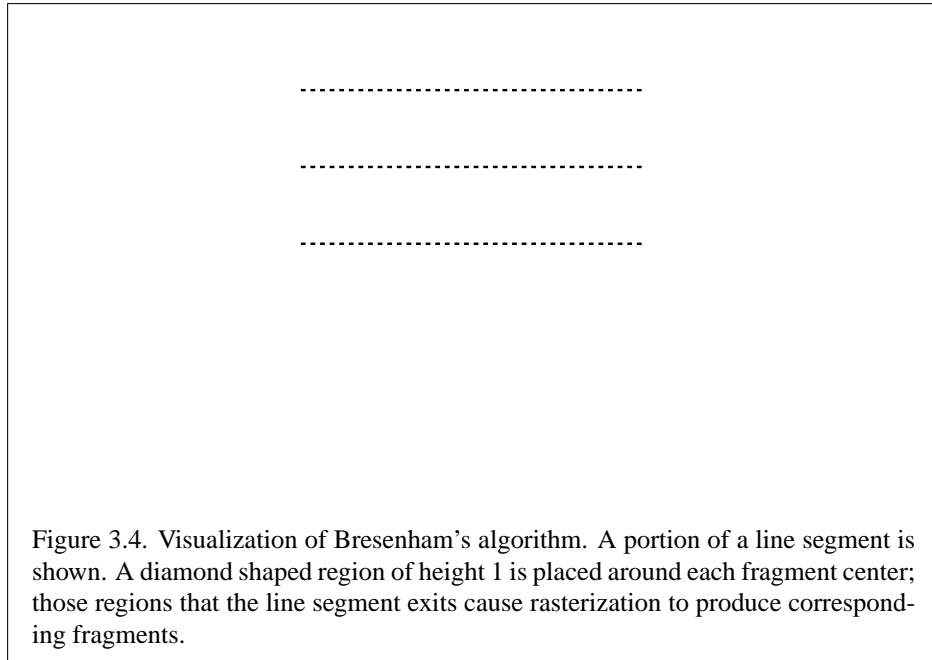 Figure 3.4. Visualization of Bresenham's algorithm. A portion of a line segment is
shown. A diamond shaped region of height 1 is placed around each fragment center;
those regions that the line segment exits cause rasterization to produce correspond-
ing fragments.